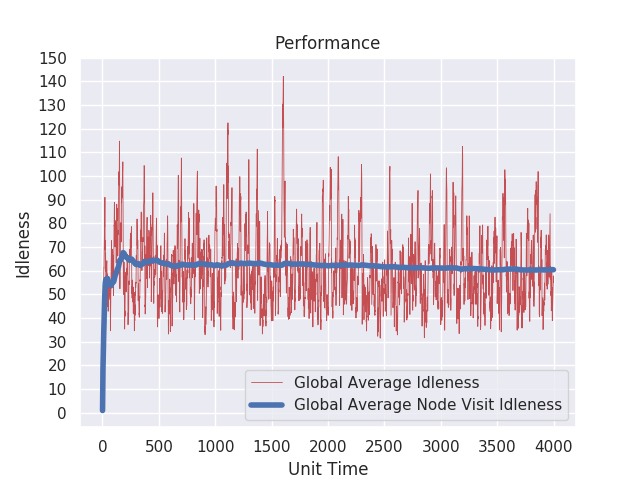 Performance
150
140
130
120
110
100
90
80
70
60
50
40
30
20
10
0
Idleness
Global Average Idleness
Global Average Node Visit Idleness
0 500 1000 1500 2000 2500 3000 3500 4000
Unit Time